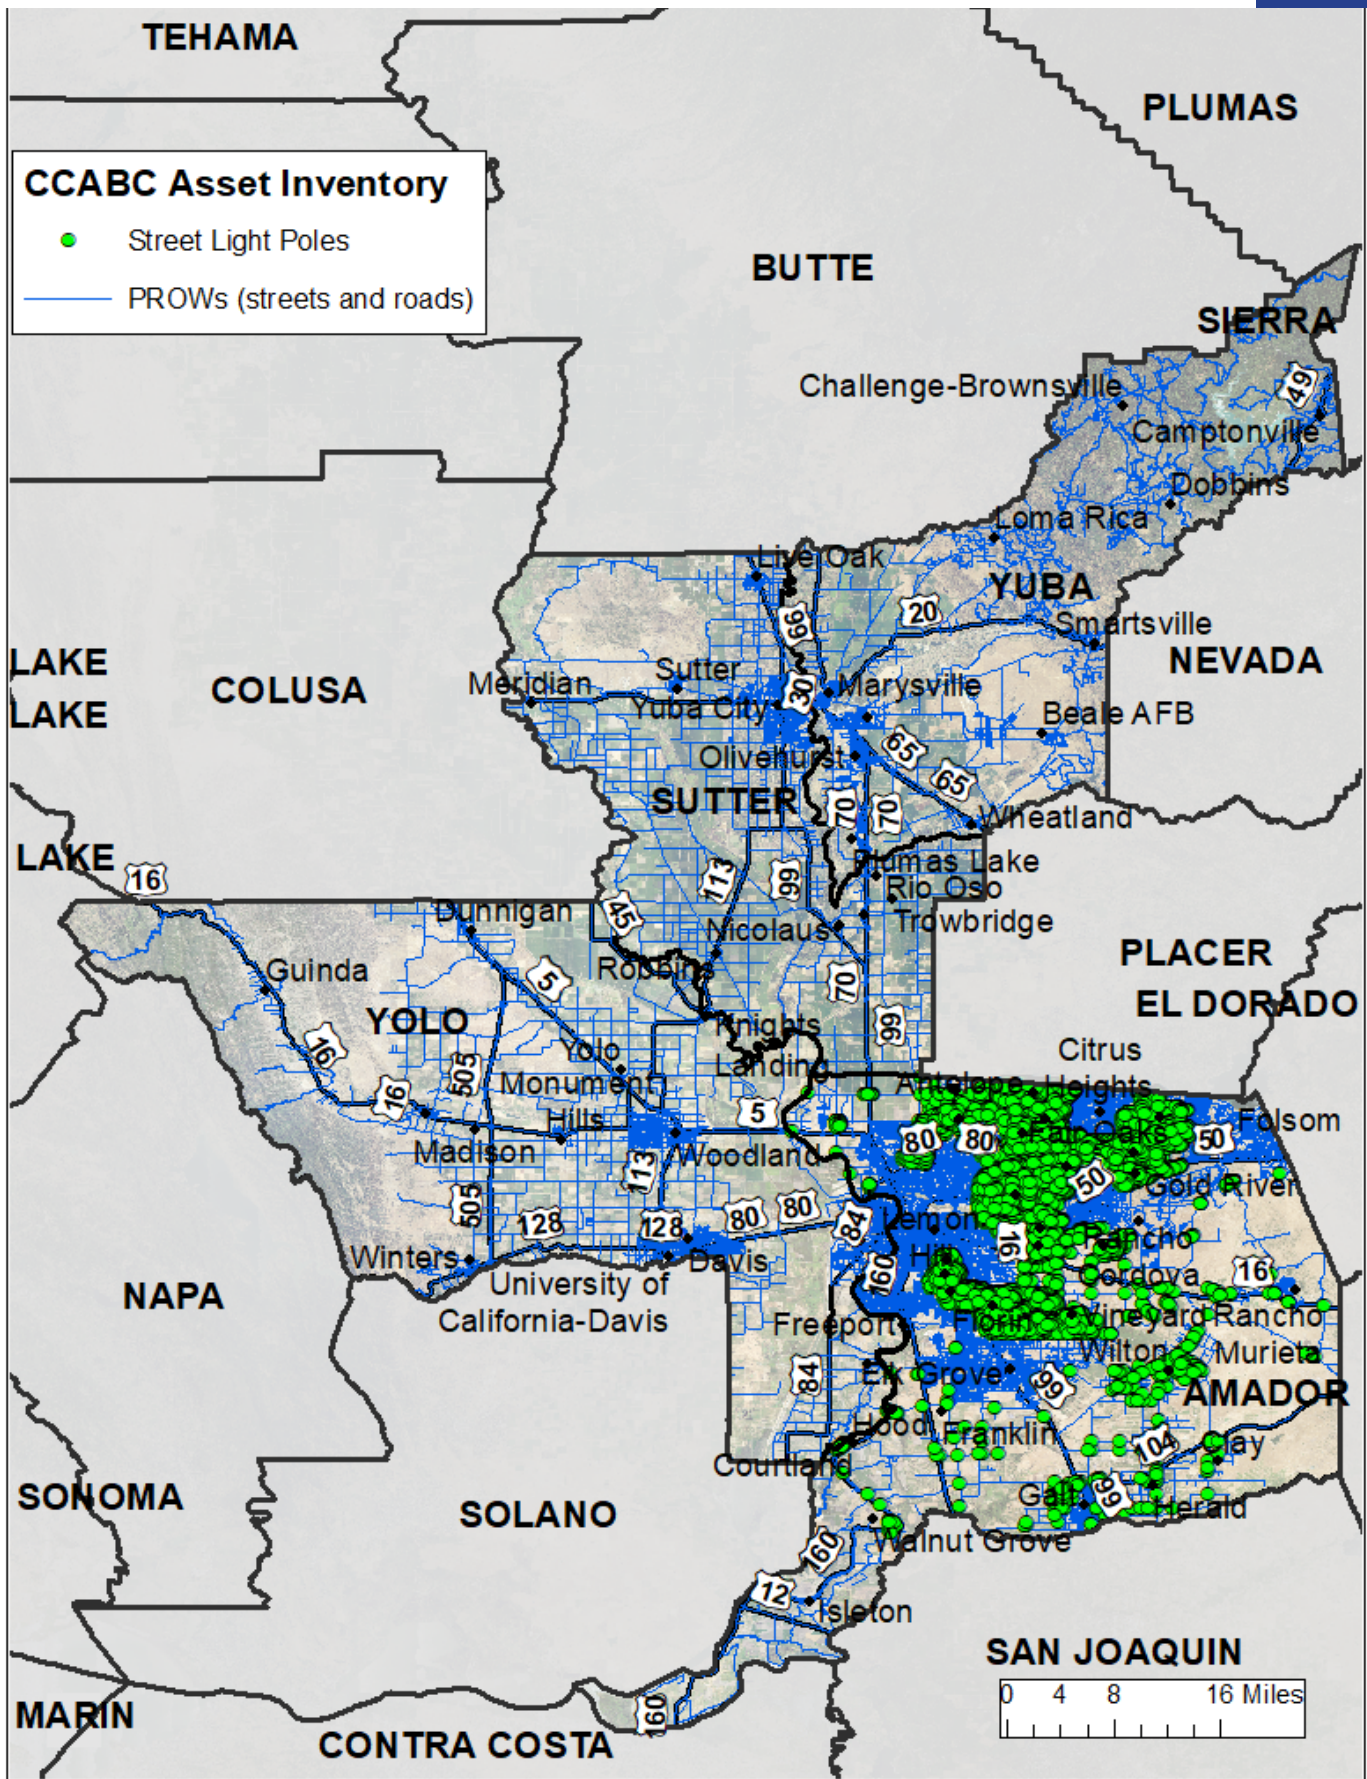 TEHAMA
PLUMAS
CCABC Asset Inventory
Street Light Poles
PROWs (streets and roads)
BUTTE
SIERRA
Challenge-Brownsville
49
Camptonville
Dobbins
Loma Rica
Live Oak
YUBA
99
20
Smartsville
LAKE
NEVADA
COLUSA
Sutter
Meridian
30
Marysville
LAKE
Yuba City
Beale AFB
Olivehurst
65
65
SUTTER
70
70
Wheatland
LAKE
Plumas Lake
16
113
99
Rio Oso
45
Dunnigan
Trowbridge
Nicolaus
PLACER
Guinda
Robbins
5
70
EL DORADO
YOLO
99
Knights
Landing
16
Yolo
Citrus
Heights
505
Monument
Hills
Antelope
16
5
Folsom
80
80
Fair Oaks
50
Madison
Woodland
113
50
Gold River
505
128
128
80
80
84
Lemon
Hill
16
Rancho
Cordova
Winters
Davis
160
16
University of
California-Davis
NAPA
Freeport
Florin
Vineyard
Rancho
Murieta
Wilton
84
Elk Grove
99
AMADOR
Hood
Franklin
104
Clay
Courtland
SONOMA
Galt
99
Herald
SOLANO
Walnut Grove
160
12
Isleton
SAN JOAQUIN
0 4 8 16 Miles
MARIN
160
CONTRA COSTA